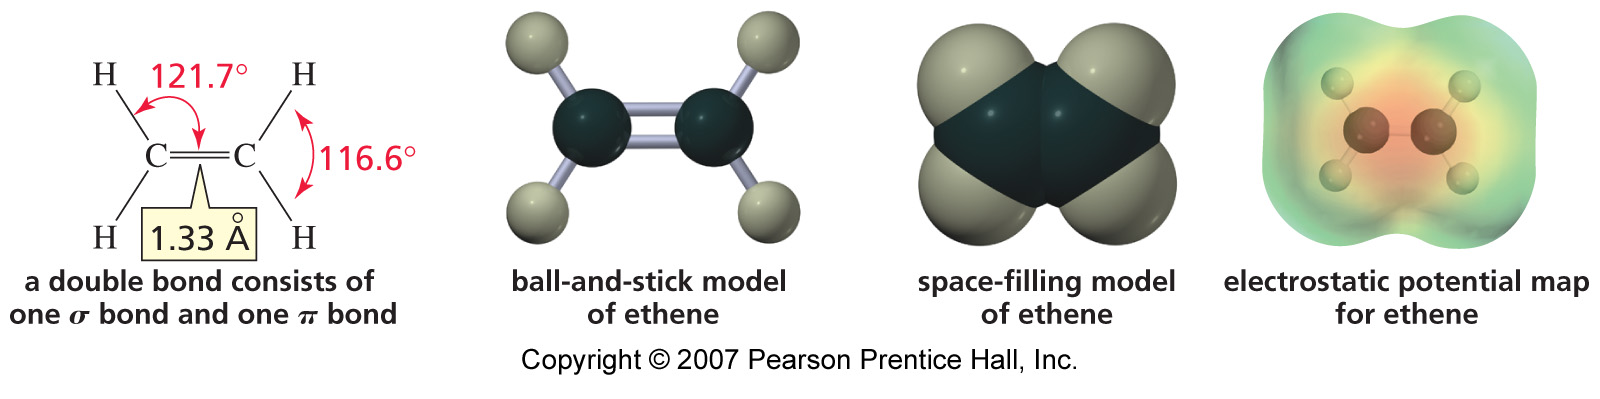 H 121.7° H
C C 116.6°
H 1.33 Å H
a double bond consists of
one σ bond and one π bond
ball-and-stick model
of ethene
space-filling model
of ethene
electrostatic potential map
for ethene
Copyright © 2007 Pearson Prentice Hall, Inc.